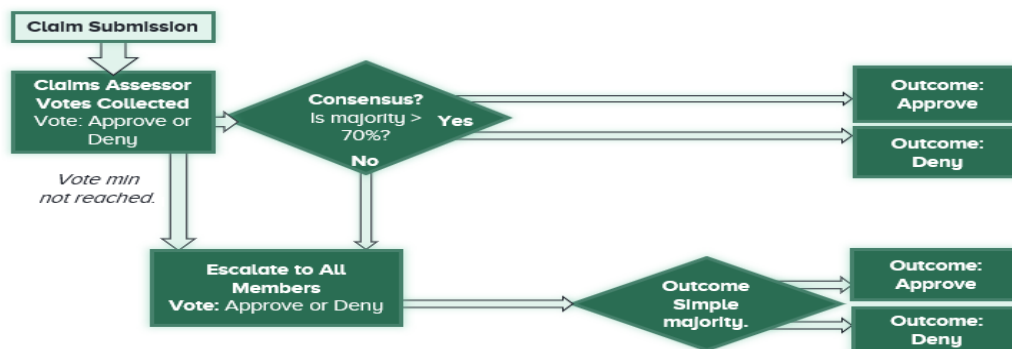 Claim Submission
Claims Assessor
Votes Collected
Vote: Approve or
Deny
Consensus?
Is majority >
70%?
Yes
No
Outcome:
Approve
Outcome:
Deny
Vote min
not reached.
Escalate to All
Members
Vote: Approve or Deny
Outcome
Simple
majority.
Outcome:
Approve
Outcome:
Deny